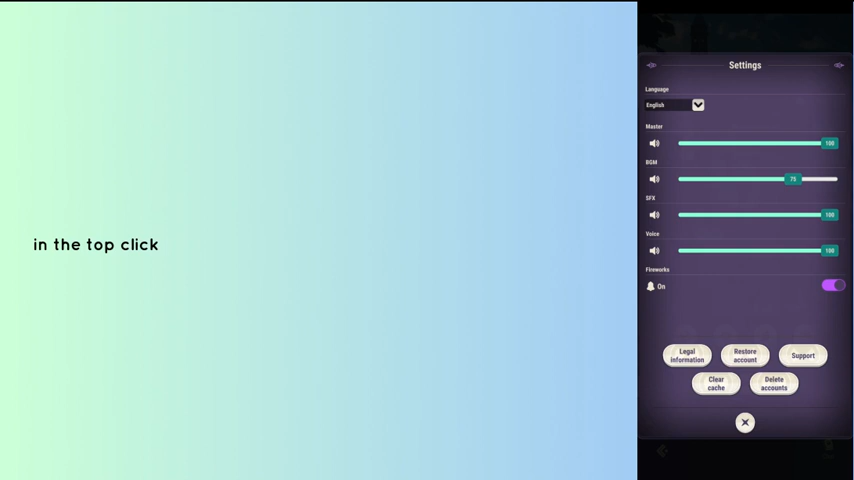 in the top click
Settings
Language
English
Master
100
BGM
75
SFX
100
Voice
100
Fireworks
On
Legal
information
Restore
account
Support
Clear
cache
Delete
accounts